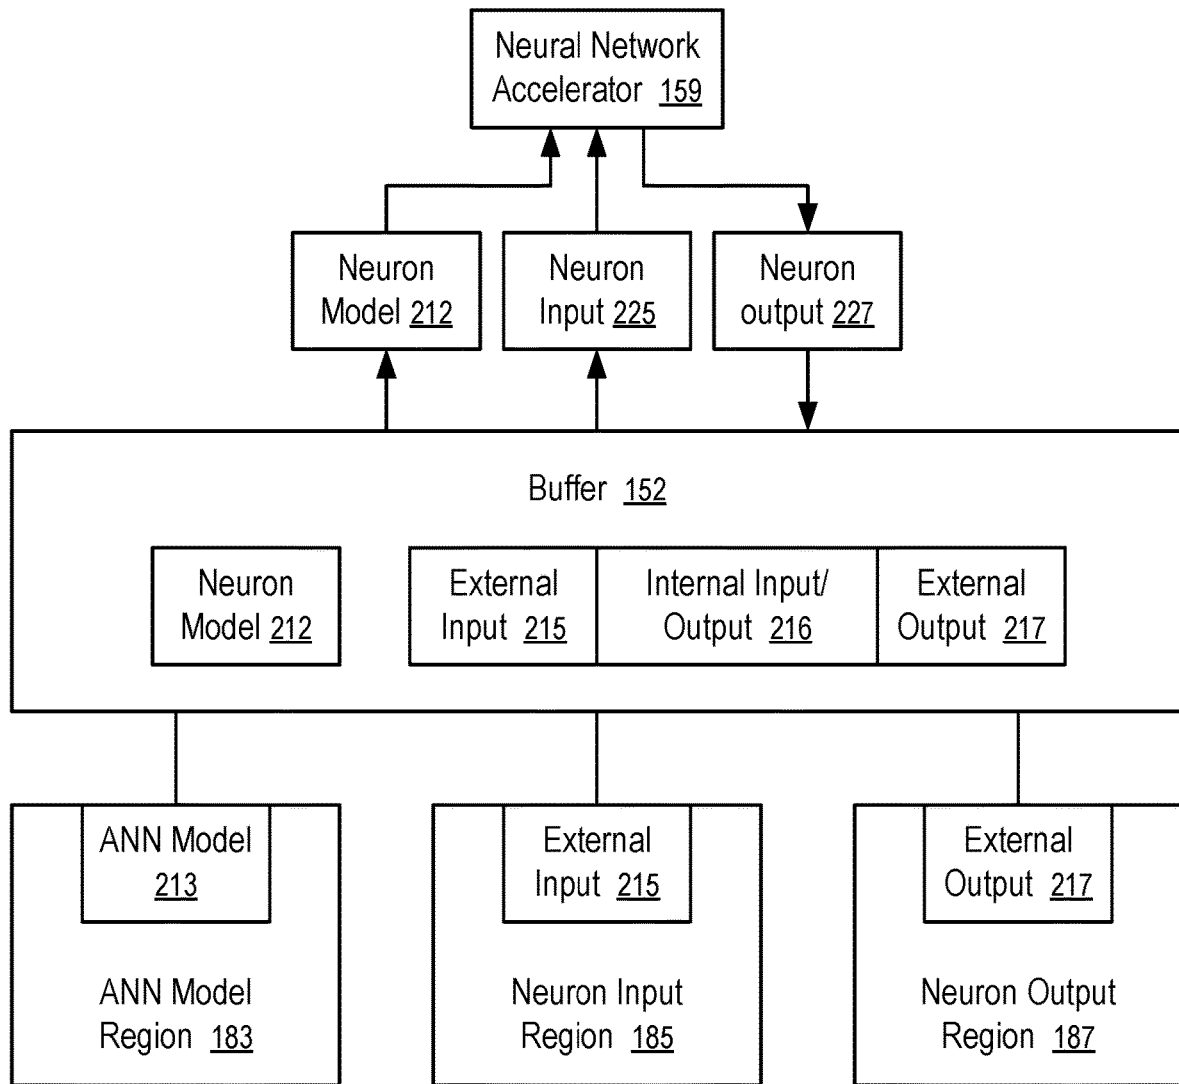 Neural Network
Accelerator 159
Neuron
Model 212
Neuron
Input 225
Neuron
output 227
Buffer 152
Neuron
Model 212
External
Input 215
Internal Input/
Output 216
External
Output 217
ANN Model
213
External
Input 215
External
Output 217
ANN Model
Region 183
Neuron Input
Region 185
Neuron Output
Region 187